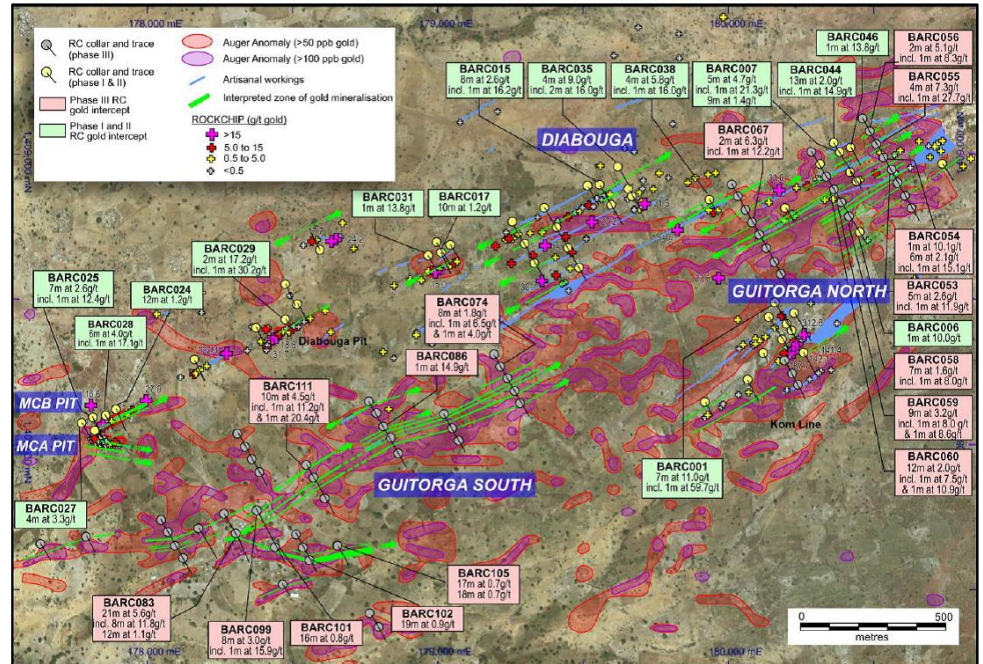 178,000 mE
179,000 mE
180,000 mE
RC collar and trace
(phase III)
RC collar and trace
(phase I & II)
Phase III RC
gold intercept
Phase I and II
RC gold intercept
Auger Anomaly (>50 ppb gold)
Auger Anomaly (>100 ppb gold)
Artisanal workings
Interpreted zone of gold mineralisation
ROCKCHIP (g/t gold)
>15
5.0 to 15
0.5 to 5.0
<0.5
BARC015
8m at 2.6g/t
incl. 1m at 16.2g/t
BARC035
4m at 9.0g/t
incl. 2m at 16.0g/t
BARC038
4m at 5.8g/t
incl. 1m at 16.0g/t
BARC007
5m at 4.7g/t
incl. 1m at 21.3g/t
9m at 1.4g/t
BARC044
13m at 2.0g/t
incl. 1m at 14.9g/t
BARC046
1m at 13.8g/t
BARC056
2m at 5.1g/t
incl. 1m at 8.3g/t
BARC055
4m at 7.3g/t
incl. 1m at 27.7g/t
DIABOUGA
BARC067
2m at 6.3g/t
incl. 1m at 12.2g/t
BARC031
1m at 13.8g/t
BARC017
10m at 1.2g/t
BARC029
2m at 17.2g/t
incl. 1m at 30.2g/t
BARC025
7m at 2.6g/t
incl. 1m at 12.4g/t
BARC024
12m at 1.2g/t
BARC028
6m at 4.0g/t
incl. 1m at 17.1g/t
BARC054
1m at 10.1g/t
6m at 2.1g/t
incl. 1m at 15.1g/t
GUITORGA NORTH
BARC053
5m at 2.6g/t
incl. 1m at 11.9g/t
BARC074
8m at 1.8g/t
incl. 1m at 6.5g/t
& 1m at 4.0g/t
BARC006
1m at 10.0g/t
Diabouga Pit
31.7
BARC086
1m at 14.9g/t
BARC058
7m at 1.6g/t
incl. 1m at 8.0g/t
BARC111
10m at 4.5g/t
incl. 1m at 11.2g/t
& 1m at 20.4g/t
MCB PIT
27.0
BARC059
9m at 3.2g/t
incl. 1m at 8.0 g/t
& 1m at 8.6g/t
Kom Line
MCA PIT
BARC060
12m at 2.0g/t
incl. 1m at 7.5g/t
& 1m at 10.9g/t
BARC001
7m at 11.0g/t
incl. 1m at 59.7g/t
GUITORGA SOUTH
BARC027
4m at 3.3g/t
BARC105
17m at 0.7g/t
18m at 0.7g/t
BARC083
21m at 5.6g/t
incl. 8m at 11.8g/t
12m at 1.1g/t
BARC099
8m at 3.0g/t
incl. 1m at 15.9g/t
BARC101
16m at 0.8g/t
BARC102
19m at 0.9g/t
0
500
metres
178,000 mE
179,000 mE